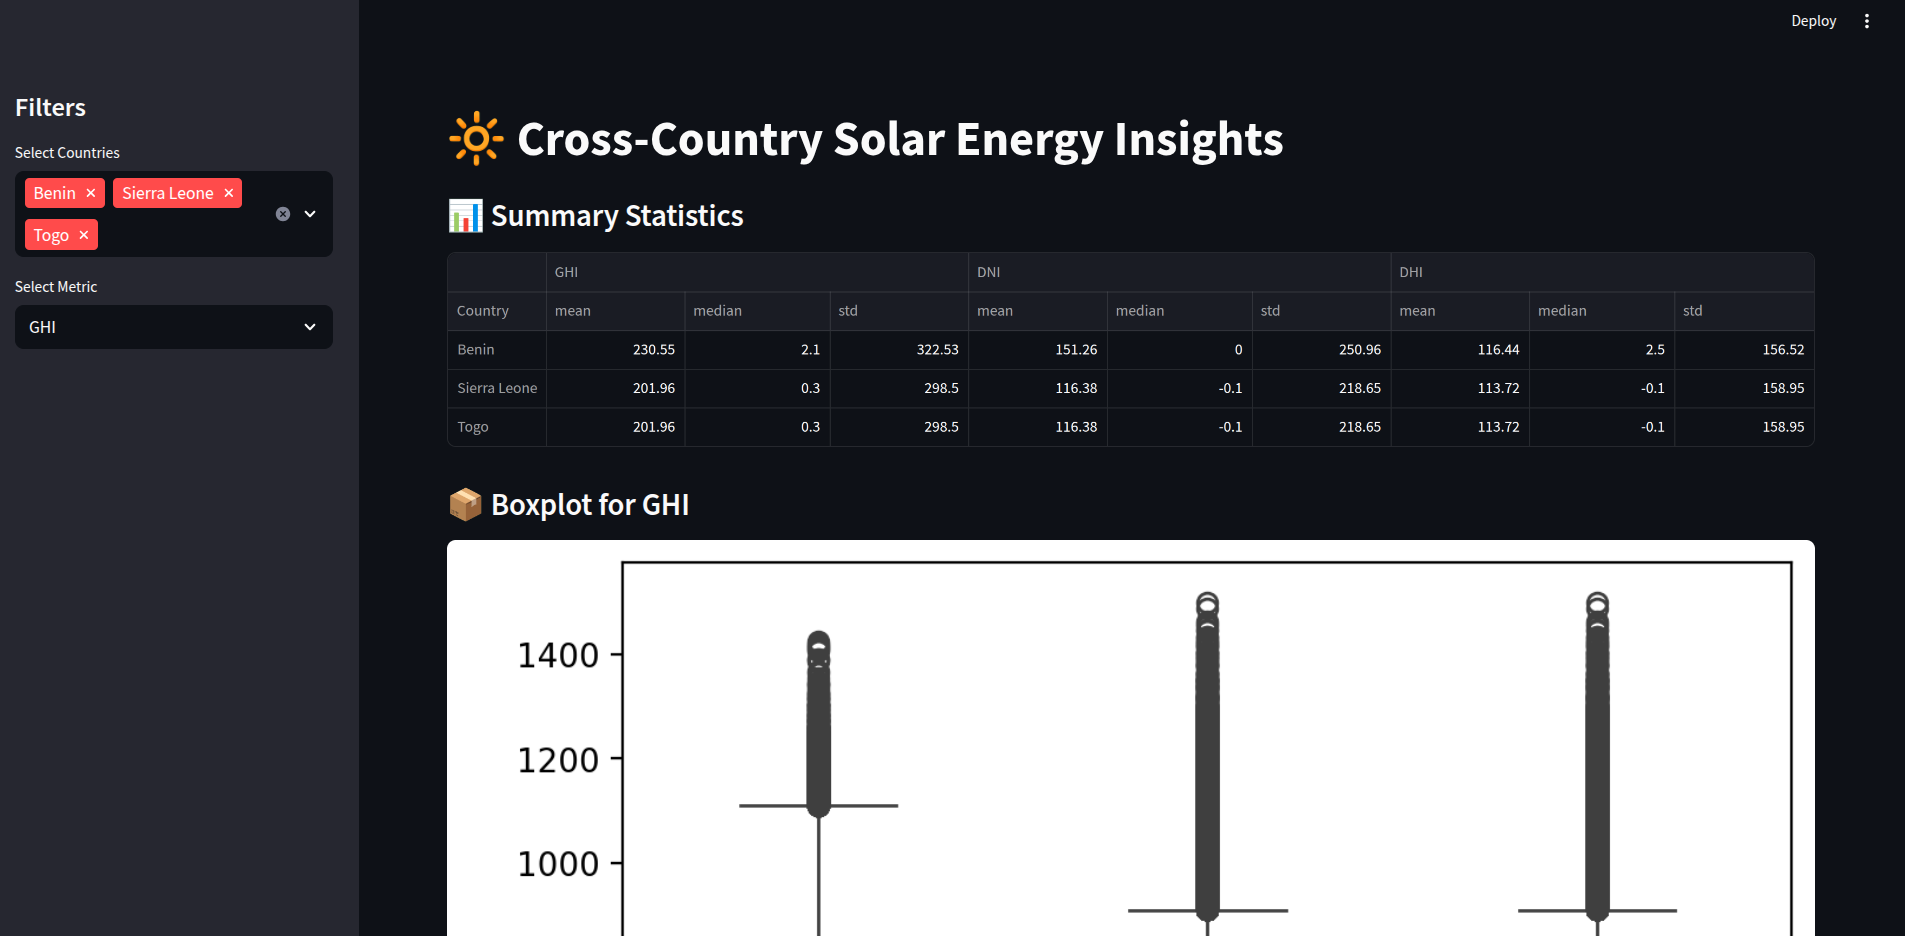 Deploy
Filters
Select Countries
Benin × Sierra Leone ×
Togo ×
Select Metric
GHI
Cross-Country Solar Energy Insights
Summary Statistics
GHI DNI DHI
Country mean median std mean median std mean median std
Benin 230.55 2.1 322.53 151.26 0 250.96 116.44 2.5 156.52
Sierra Leone 201.96 0.3 298.5 116.38 -0.1 218.65 113.72 -0.1 158.95
Togo 201.96 0.3 298.5 116.38 -0.1 218.65 113.72 -0.1 158.95
Boxplot for GHI
1400
1200
1000